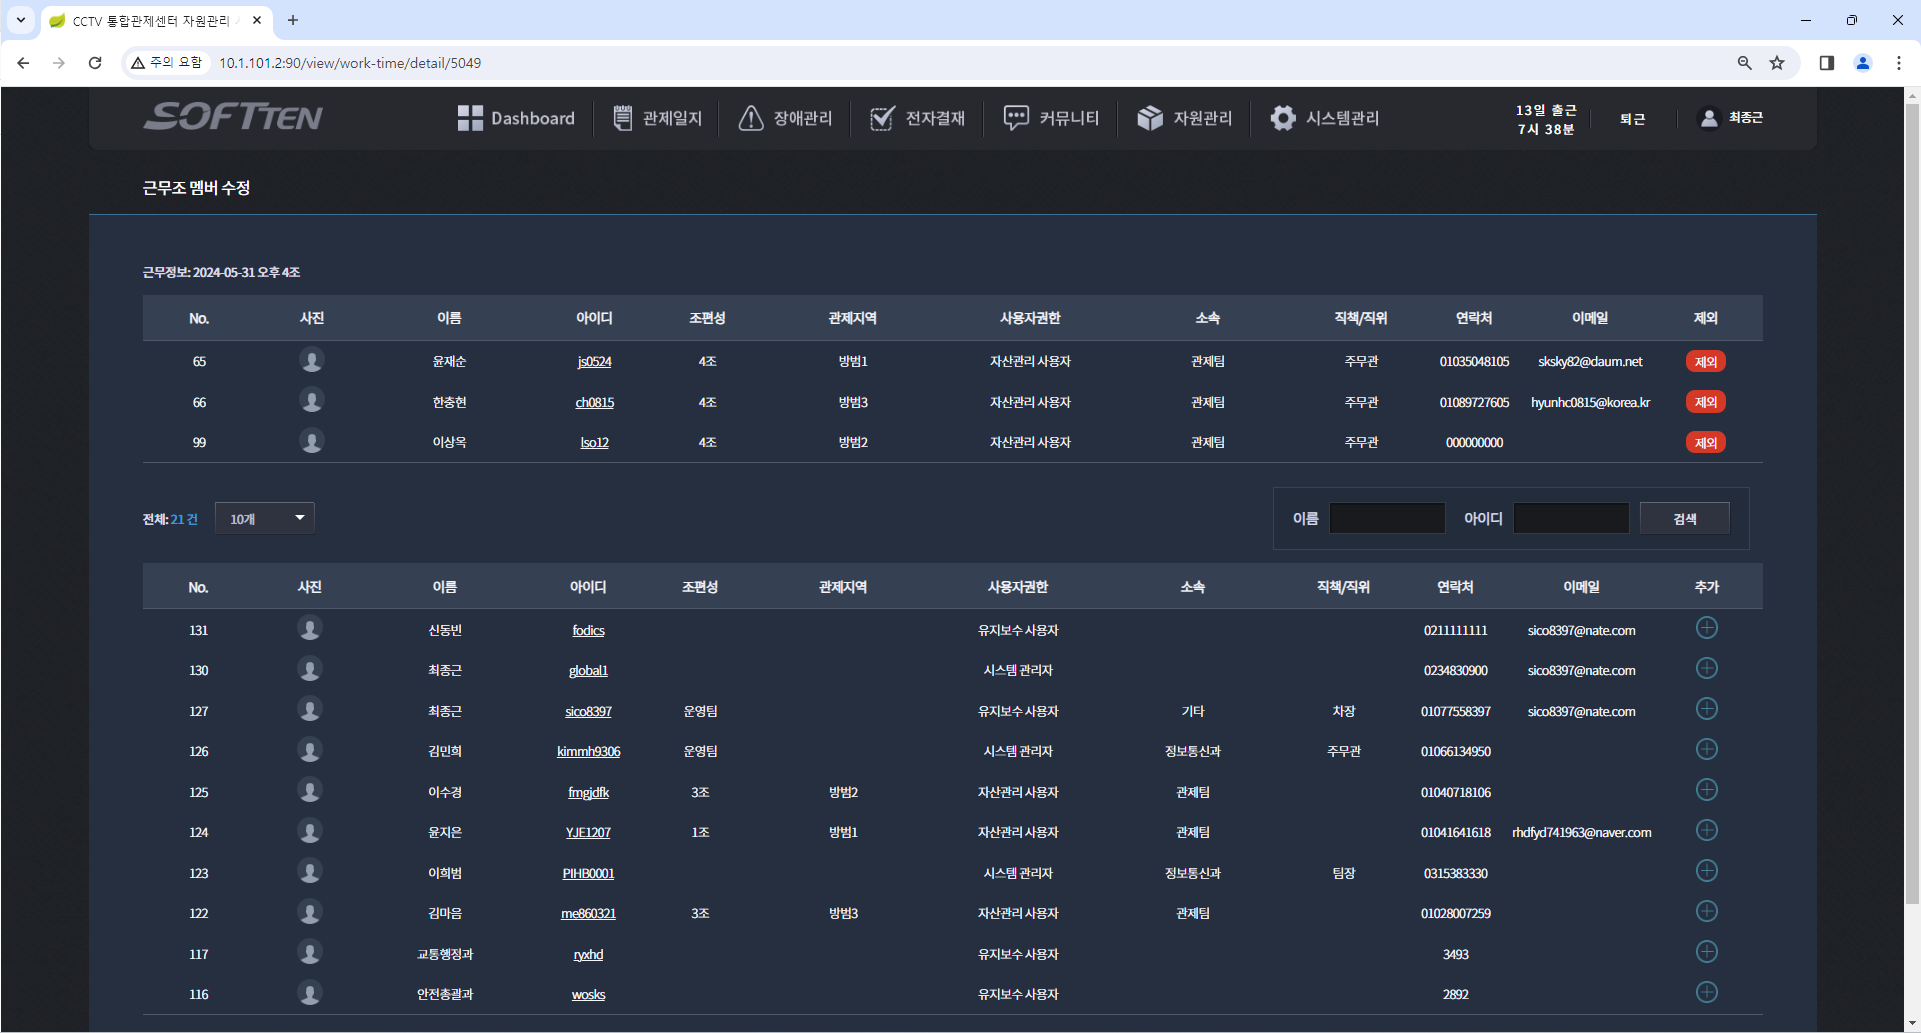 CCTV 통합관제센터 자원관리
주의 요함 10.1.101.2:90/view/work-time/detail/5049
SOFTTEN Dashboard 관제일지 장애관리 전자결재 커뮤니티 자원관리 시스템관리 13일 출근 7시 38분 퇴근 최종근
근무조 멤버 수정
근무정보: 2024-05-31 오후 4조
No. 사진 이름 아이디 조편성 관제지역 사용자권한 소속 직책/직위 연락처 이메일 제외
65 윤재순 js0524 4조 방범1 자산관리 사용자 관제팀 주무관 01035048105 sksky82@daum.net 제외
66 한충현 ch0815 4조 방범3 자산관리 사용자 관제팀 주무관 01089727605 hyunhc0815@korea.kr 제외
99 이상옥 lso12 4조 방범2 자산관리 사용자 관제팀 주무관 000000000 제외
전체: 21 건 10개 이름 아이디 검색
No. 사진 이름 아이디 조편성 관제지역 사용자권한 소속 직책/직위 연락처 이메일 추가
131 신동빈 fodics 유지보수 사용자 0211111111 sico8397@nate.com
130 최종근 global1 시스템 관리자 0234830900 sico8397@nate.com
127 최종근 sico8397 운영팀 유지보수 사용자 기타 차장 01077558397 sico8397@nate.com
126 김민희 kimmh9306 운영팀 시스템 관리자 정보통신과 주무관 01066134950
125 이수경 fmgjdfk 3조 방범2 자산관리 사용자 관제팀 01040718106
124 윤지은 YJE1207 1조 방범1 자산관리 사용자 관제팀 01041641618 rhdfyd741963@naver.com
123 이희범 PIHB0001 시스템 관리자 정보통신과 팀장 0315383330
122 김마음 me860321 3조 방범3 자산관리 사용자 관제팀 01028007259
117 교통행정과 ryxhd 유지보수 사용자 3493
116 안전총괄과 wosks 유지보수 사용자 2892